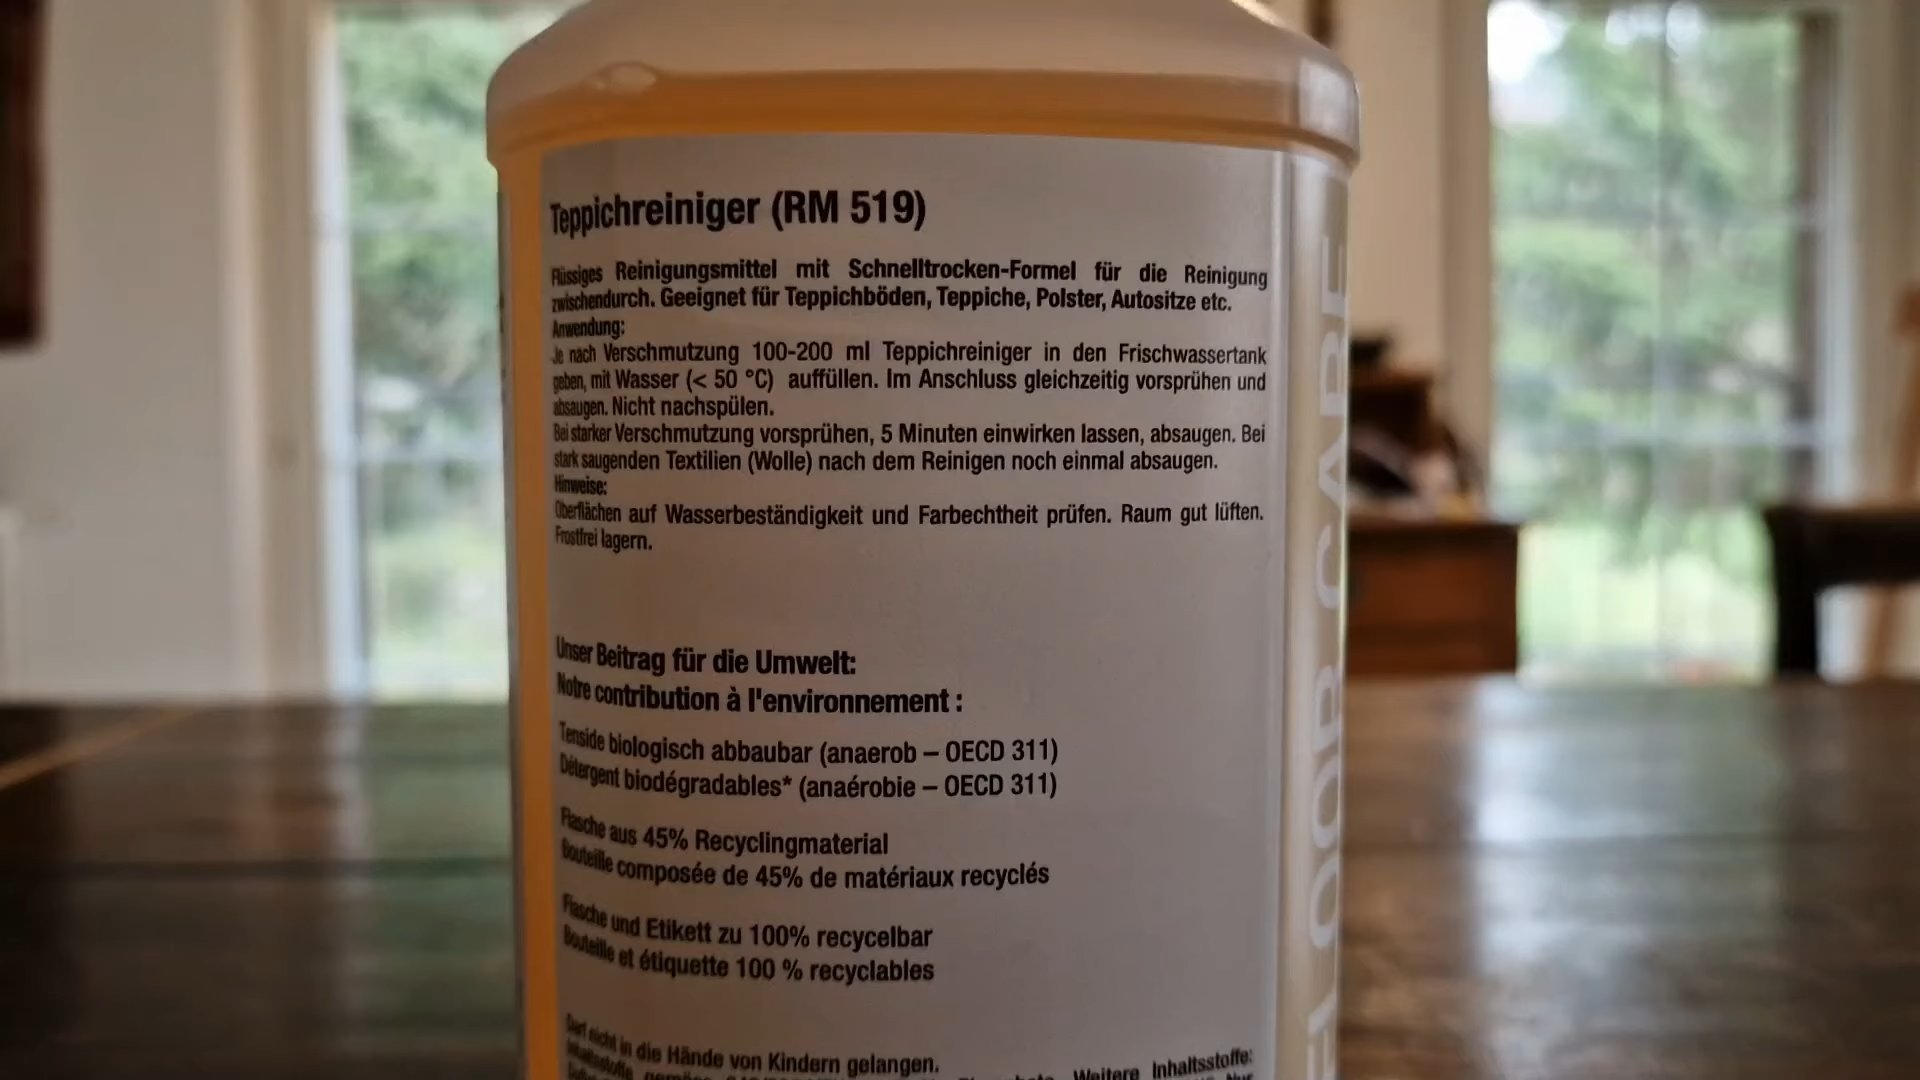 Teppichreiniger (RM 519)
Flüssiges Reinigungsmittel mit Schnelltrocken-Formel für die Reinigung
zwischendurch. Geeignet für Teppichböden, Teppiche, Polster, Autositze etc.
Anwendung:
Je nach Verschmutzung 100-200 ml Teppichreiniger in den Frischwassertank
geben, mit Wasser (< 50 °C) auffüllen. Im Anschluss gleichzeitig vorsprühen und
absaugen. Nicht nachspülen.
Bei starker Verschmutzung vorsprühen, 5 Minuten einwirken lassen, absaugen. Bei
stark saugenden Textilien (Wolle) nach dem Reinigen noch einmal absaugen.
Hinweise:
Oberflächen auf Wasserbeständigkeit und Farbechtheit prüfen. Raum gut lüften.
Frostfrei lagern.
Unser Beitrag für die Umwelt:
Notre contribution à l'environnement :
Tenside biologisch abbaubar (anaerob – OECD 311)
Détergent biodégradables* (anaérobie – OECD 311)
Flasche aus 45% Recyclingmaterial
Bouteille composée de 45% de matériaux recyclés
Flasche und Etikett zu 100% recycelbar
Bouteille et étiquette 100 % recyclables
Darf nicht in die Hände von Kindern gelangen.
Inhaltsstoffe gemäss Weitere Inhaltsstoffe:
FLOOR CARE